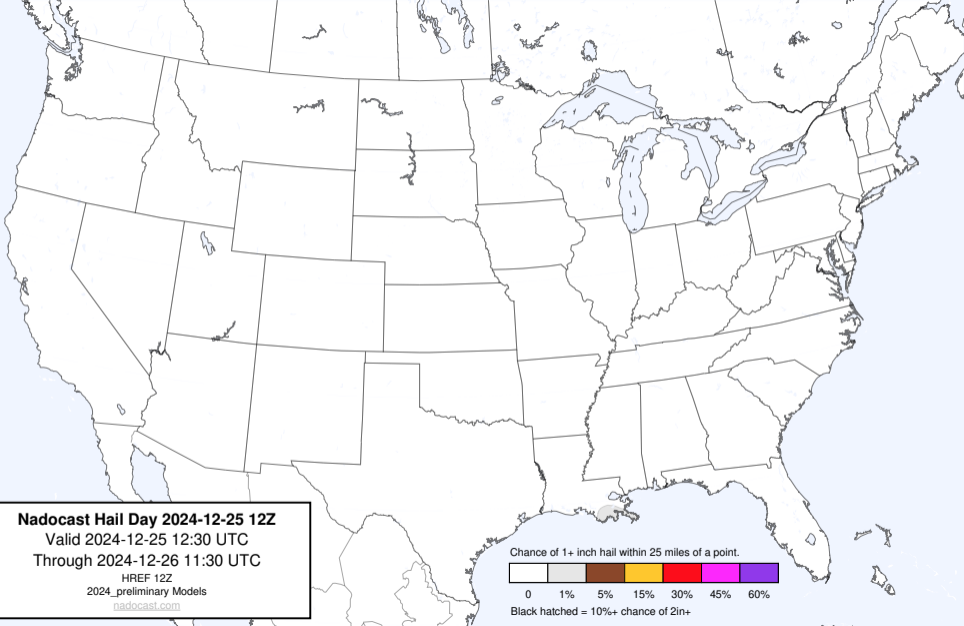 Nadocast Hail Day 2024-12-25 12Z
Valid 2024-12-25 12:30 UTC
Through 2024-12-26 11:30 UTC
HREF 12Z
2024_preliminary Models
nadocast.com
Chance of 1+ inch hail within 25 miles of a point.
0 1% 5% 15% 30% 45% 60%
Black hatched = 10%+ chance of 2in+